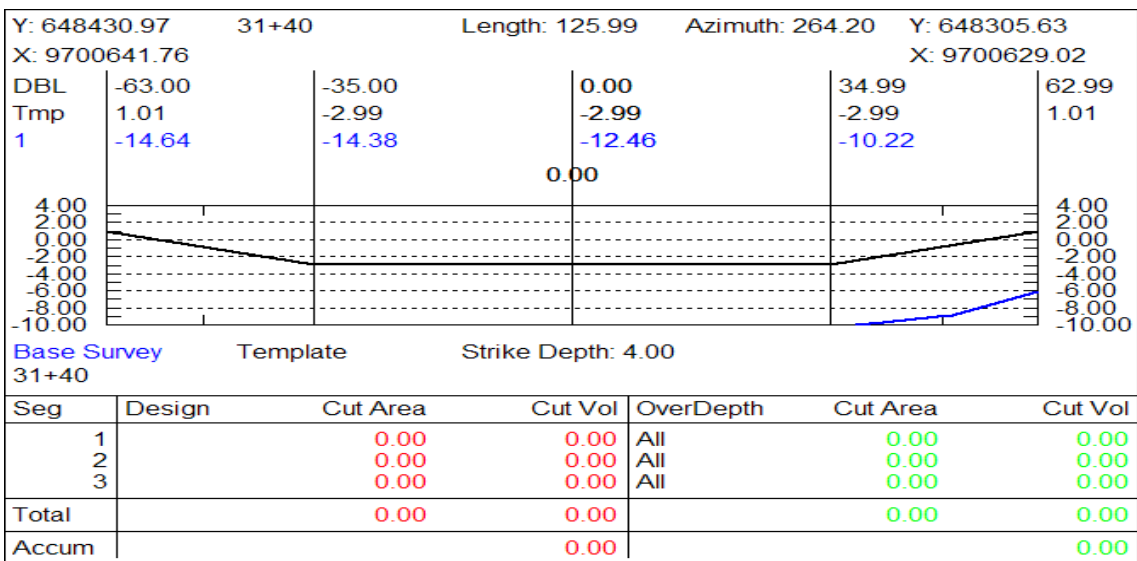 Y: 648430.97 31+40 Length: 125.99 Azimuth: 264.20 Y: 648305.63
X: 9700641.76 X: 9700629.02
DBL -63.00 -35.00 0.00 34.99 62.99
Tmp 1.01 -2.99 -2.99 -2.99 1.01
1 -14.64 -14.38 -12.46 -10.22
0.00
4.00 4.00
2.00 2.00
0.00 0.00
-2.00 -2.00
-4.00 -4.00
-6.00 -6.00
-8.00 -8.00
-10.00 -10.00
Base Survey Template Strike Depth: 4.00
31+40
Seg Design Cut Area Cut Vol OverDepth Cut Area Cut Vol
1 0.00 0.00 All 0.00 0.00
2 0.00 0.00 All 0.00 0.00
3 0.00 0.00 All 0.00 0.00
Total 0.00 0.00 0.00 0.00
Accum 0.00 0.00